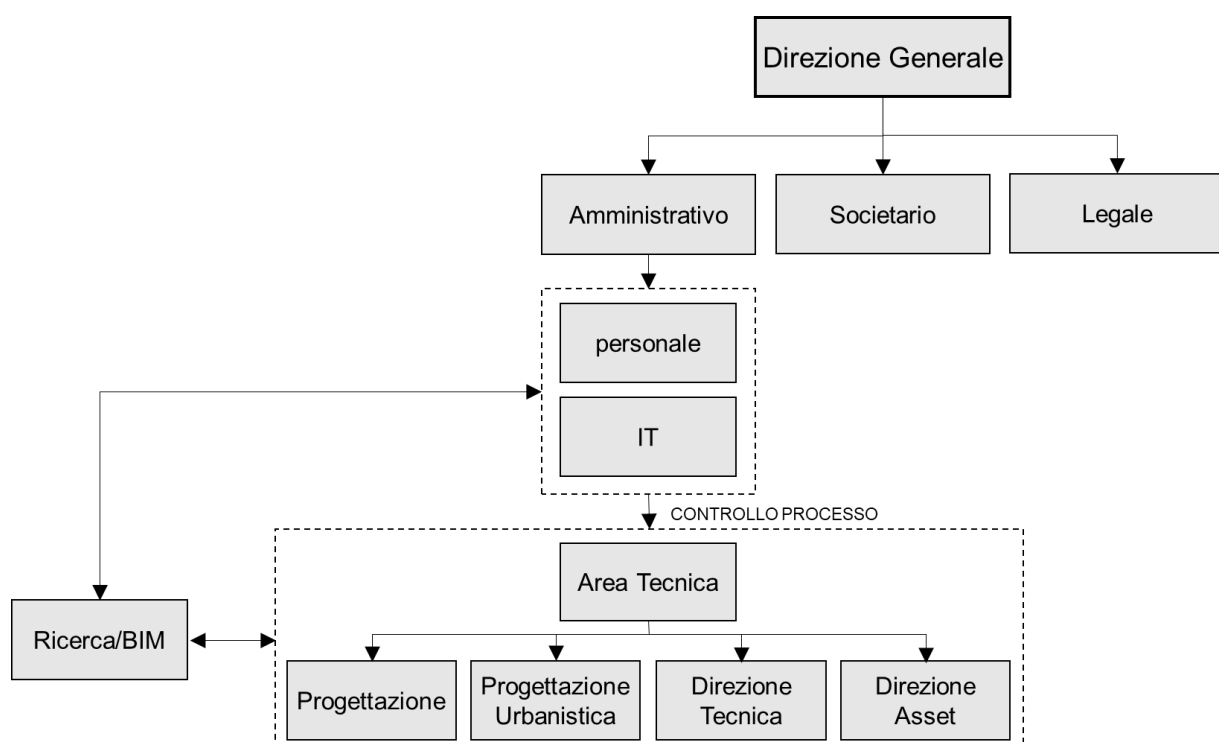 Direzione Generale
Amministrativo
Societario
Legale
personale
IT
CONTROLLO PROCESSO
Area Tecnica
Ricerca/BIM
Progettazione
Progettazione
Urbanistica
Direzione
Tecnica
Direzione
Asset